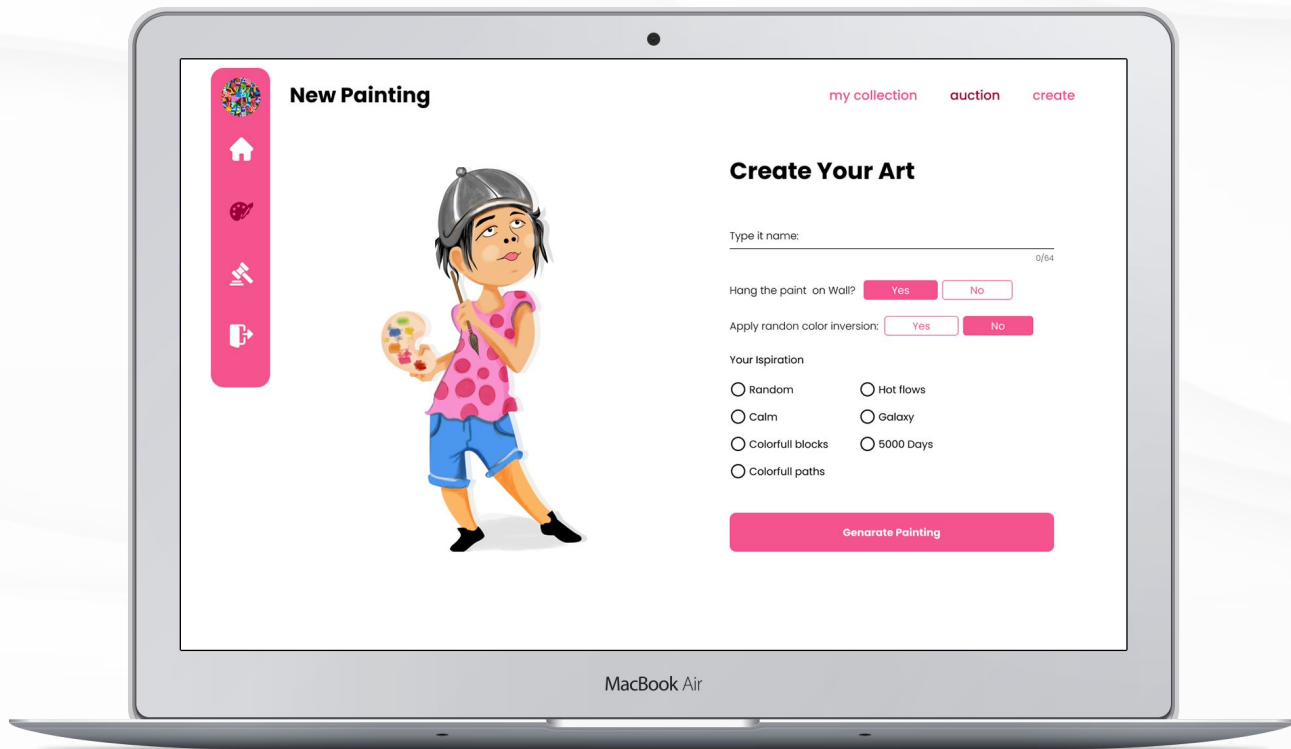 New Painting
my collection auction create
Create Your Art
Type it name:
0/64
Hang the paint on Wall? Yes No
Apply randon color inversion: Yes No
Your Ispiration
Random Hot flows
Calm Galaxy
Colorfull blocks 5000 Days
Colorfull paths
Genarate Painting
MacBook Air